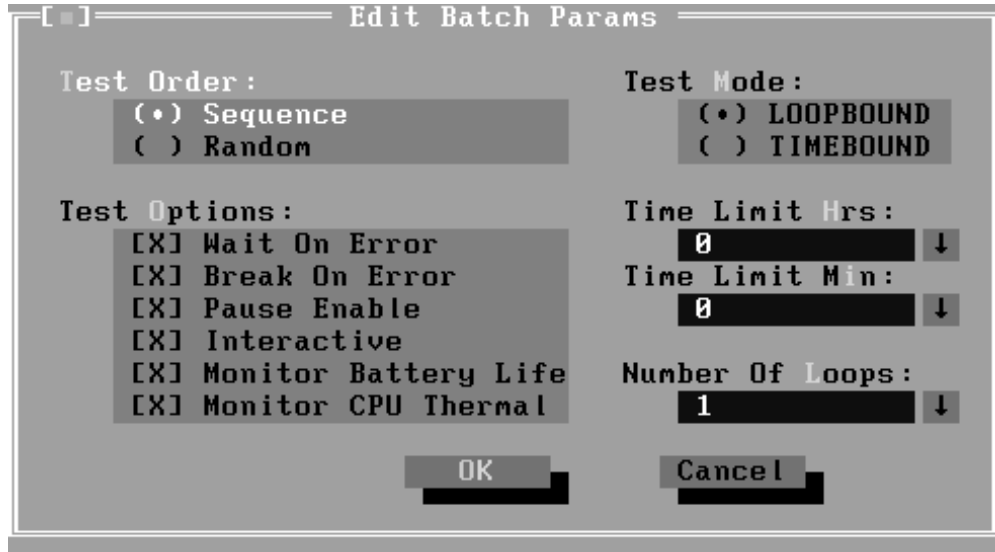 [■] Edit Batch Params
Test Order:
(•) Sequence
( ) Random
Test Mode:
(•) LOOPBOUND
( ) TIMEBOUND
Test Options:
[X] Wait On Error
[X] Break On Error
[X] Pause Enable
[X] Interactive
[X] Monitor Battery Life
[X] Monitor CPU Thermal
Time Limit Hrs:
0 ↓
Time Limit Min:
0 ↓
Number Of Loops:
1 ↓
OK Cancel